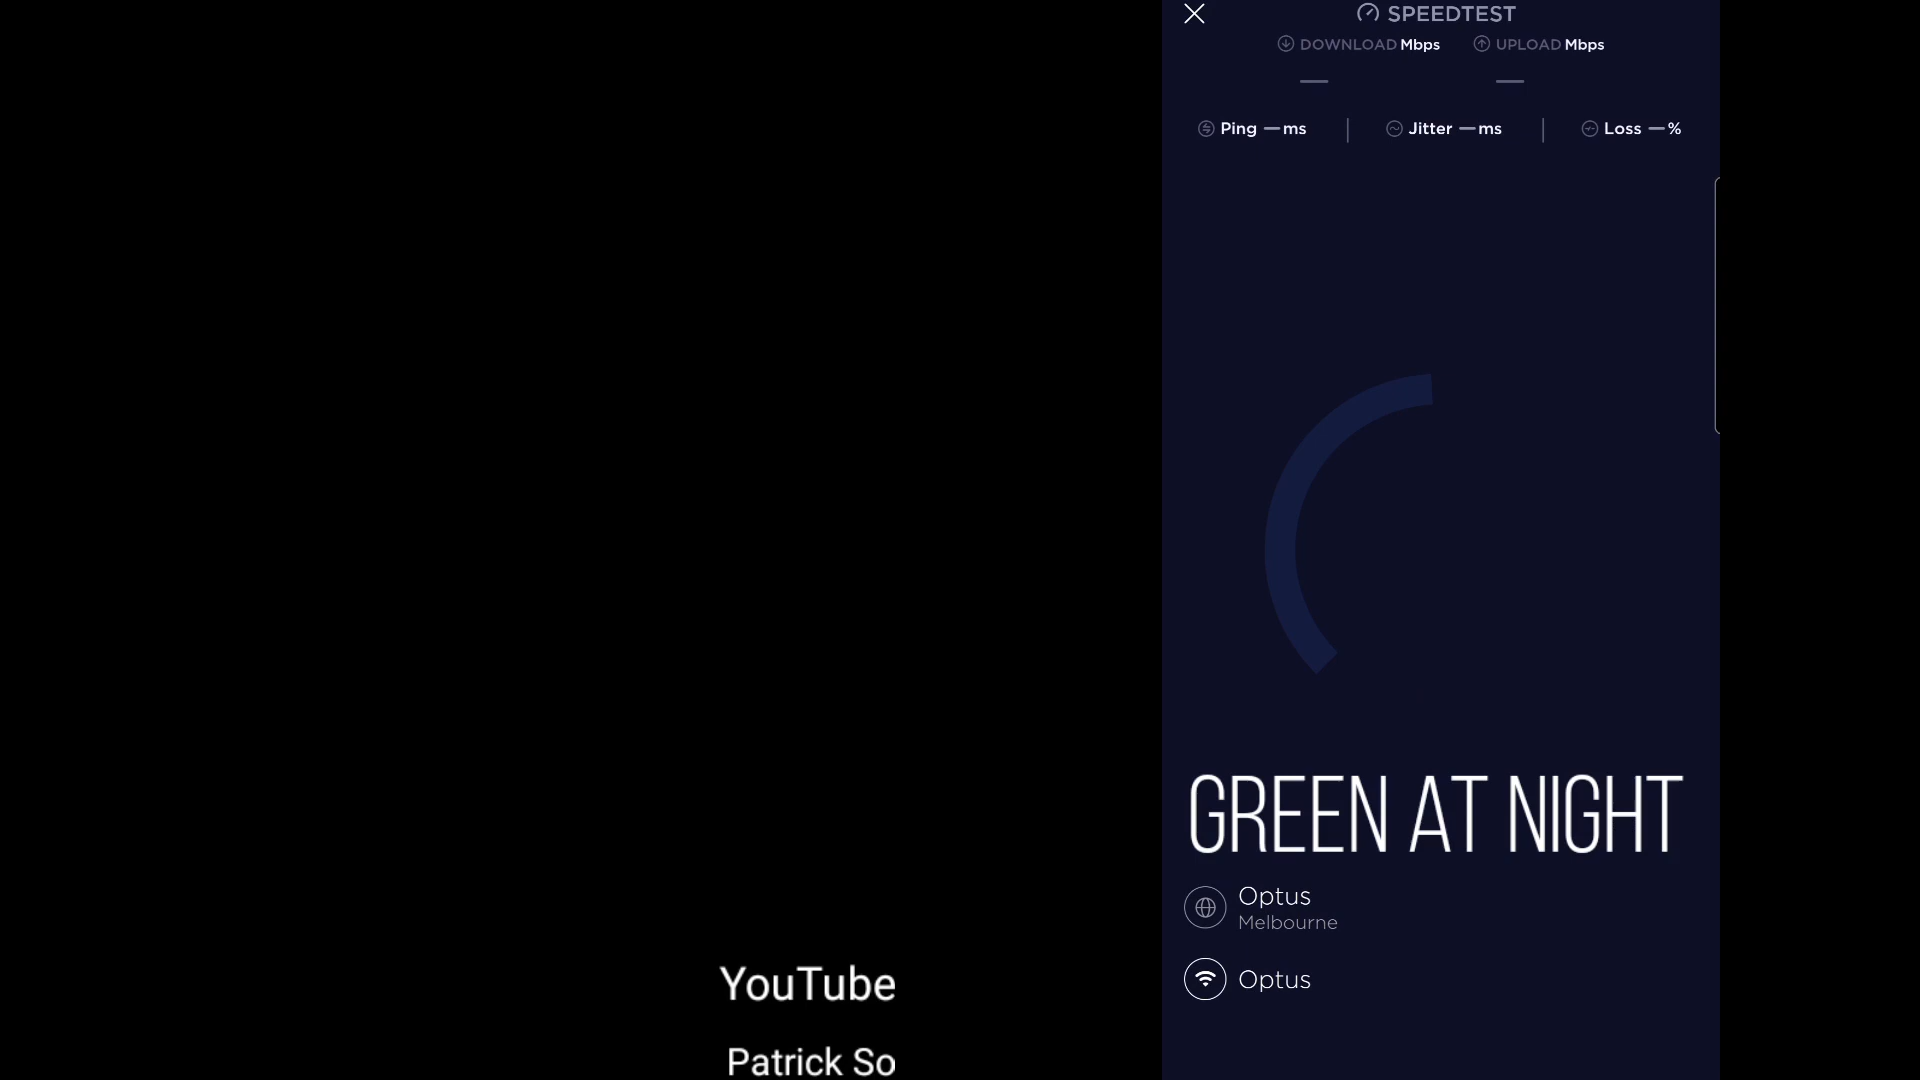 SPEEDTEST
DOWNLOAD Mbps UPLOAD Mbps
— —
Ping — ms Jitter — ms Loss — %
GREEN AT NIGHT
Optus
Melbourne
Optus
YouTube
Patrick So